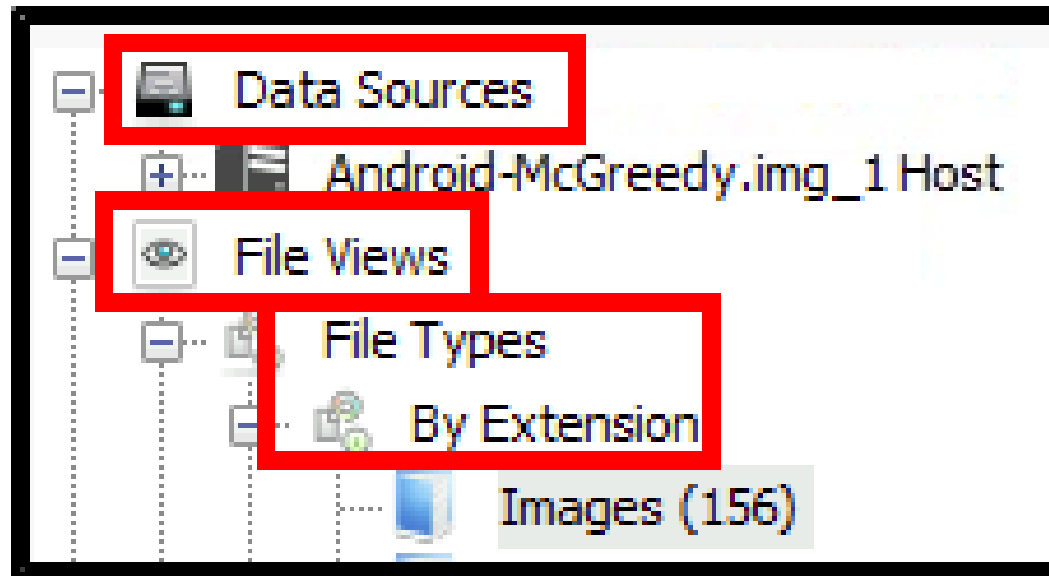 Data Sources
Android-McGreedy.img_1 Host
File Views
File Types
By Extension
Images (156)